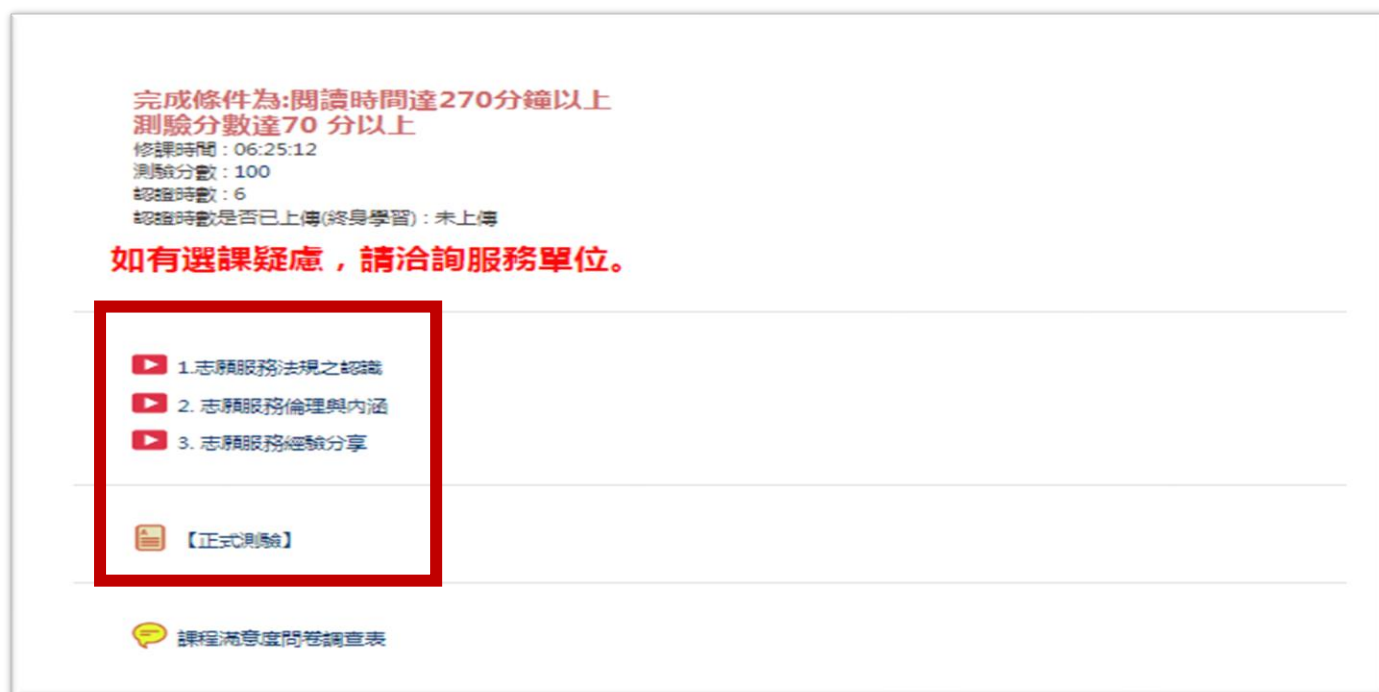 完成條件為:閱讀時間達270分鐘以上
測驗分數達70 分以上
修課時間 : 06:25:12
測驗分數 : 100
認證時數 : 6
認證時數是否已上傳(終身學習) : 未上傳
如有選課疑慮，請洽詢服務單位。
1.志願服務法規之認識
2. 志願服務倫理與內涵
3. 志願服務經驗分享
【正式測驗】
課程滿意度問卷調查表